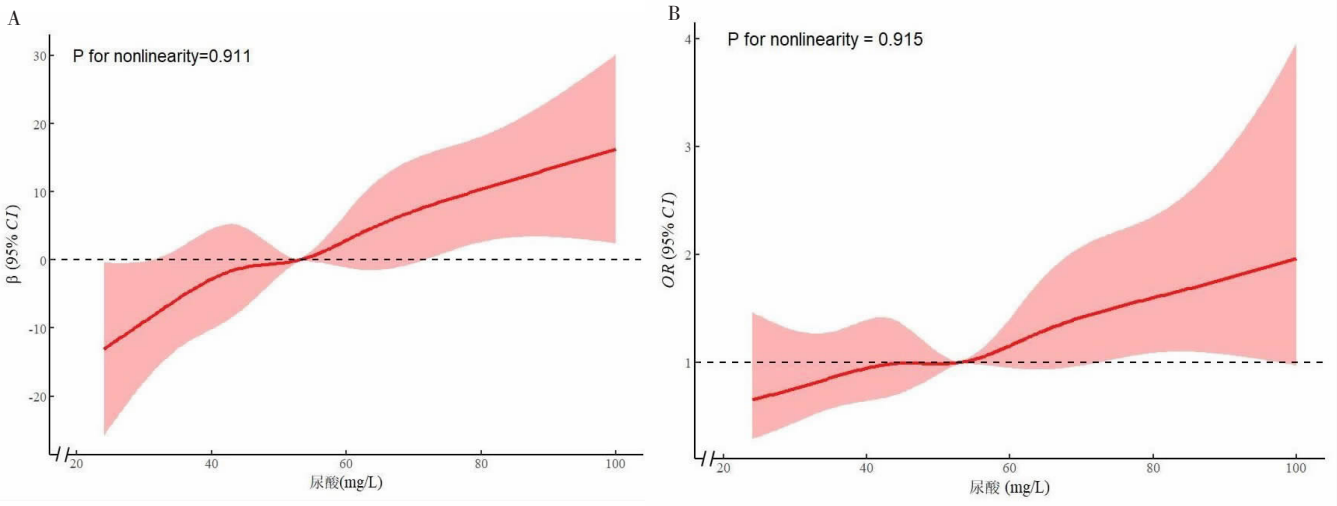 A
P for nonlinearity=0.911
30
20
10
0
-10
-20
β (95% CI)
20
40
60
80
100
尿酸(mg/L)
B
P for nonlinearity = 0.915
4
3
2
1
OR (95% CI)
20
40
60
80
100
尿酸 (mg/L)